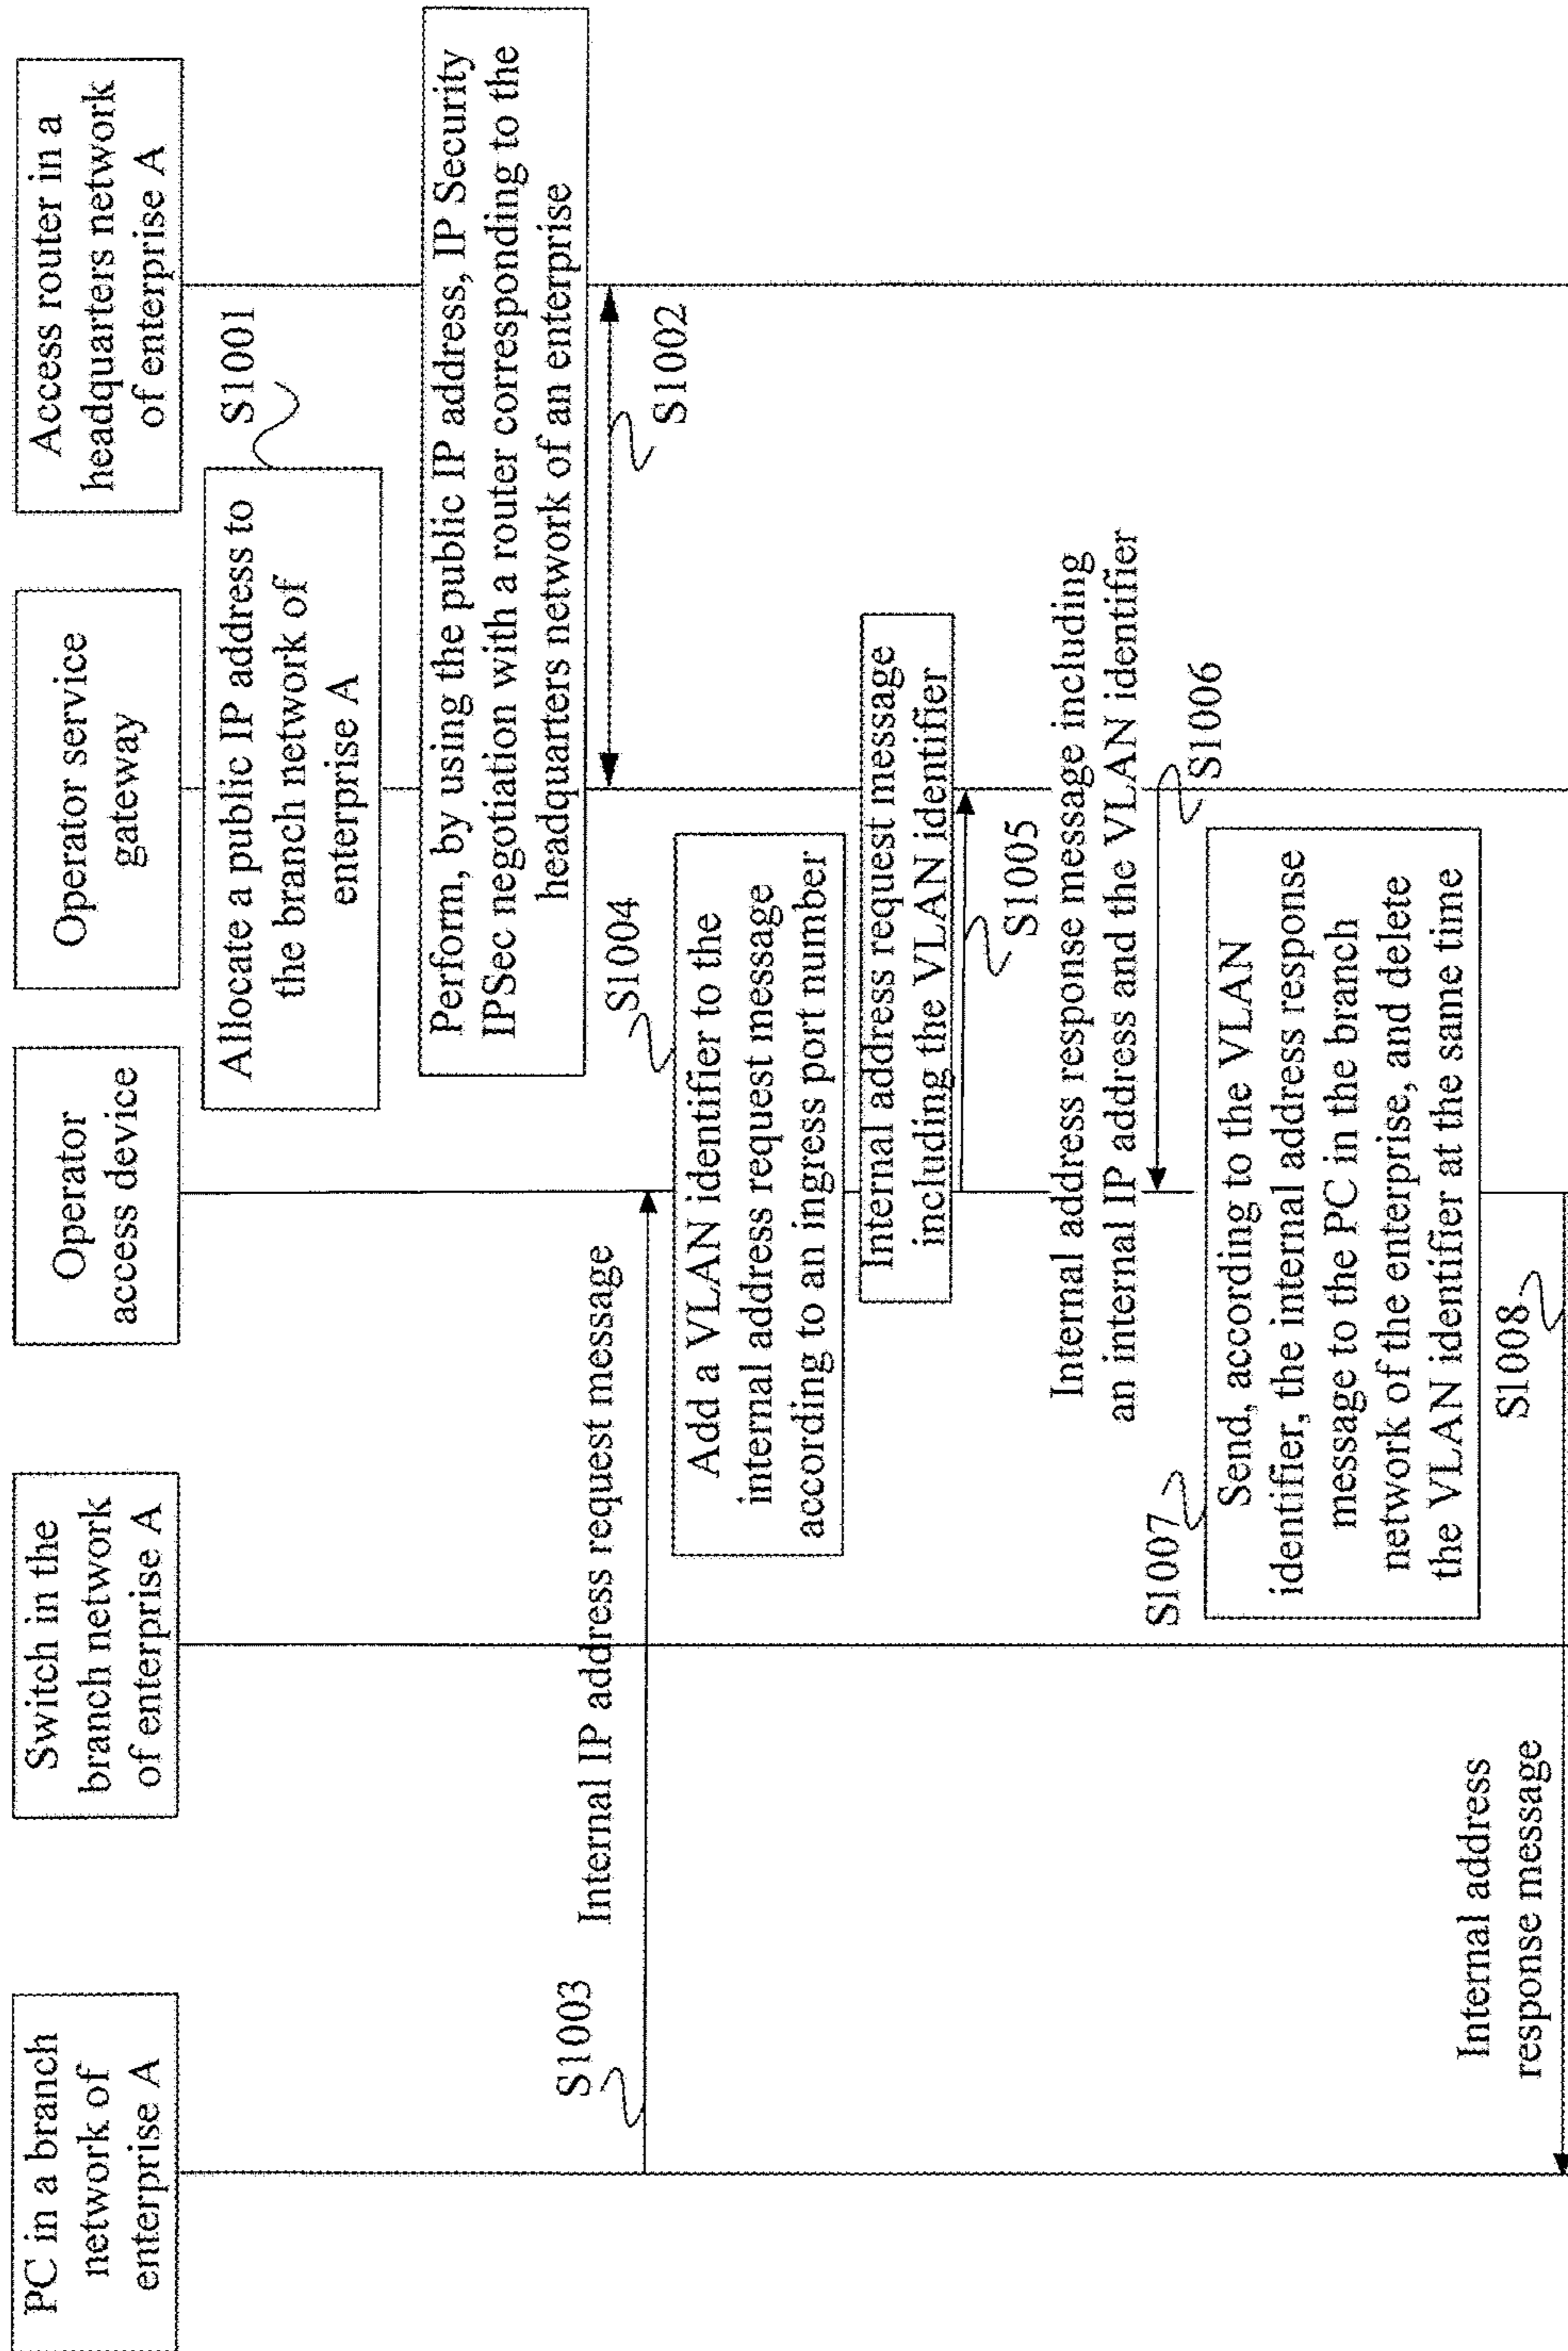 PC in a branch
network of
enterprise A
Switch in the
branch network
of enterprise A
Operator
access device
Operator service
gateway
Access router in a
headquarters network
of enterprise A
Allocate a public IP address to
the branch network of
enterprise A
S1001
Perform, by using the public IP address, IP Security
IPSec negotiation with a router corresponding to the
headquarters network of an enterprise
S1002
S1003
Internal IP address request message
S1004
Add a VLAN identifier to the
internal address request message
according to an ingress port number
Internal address request message
including the VLAN identifier
S1005
Internal address response message including
an internal IP address and the VLAN identifier
S1006
S1007
Send, according to the VLAN
identifier, the internal address response
message to the PC in the branch
network of the enterprise, and delete
the VLAN identifier at the same time
S1008
Internal address
response message